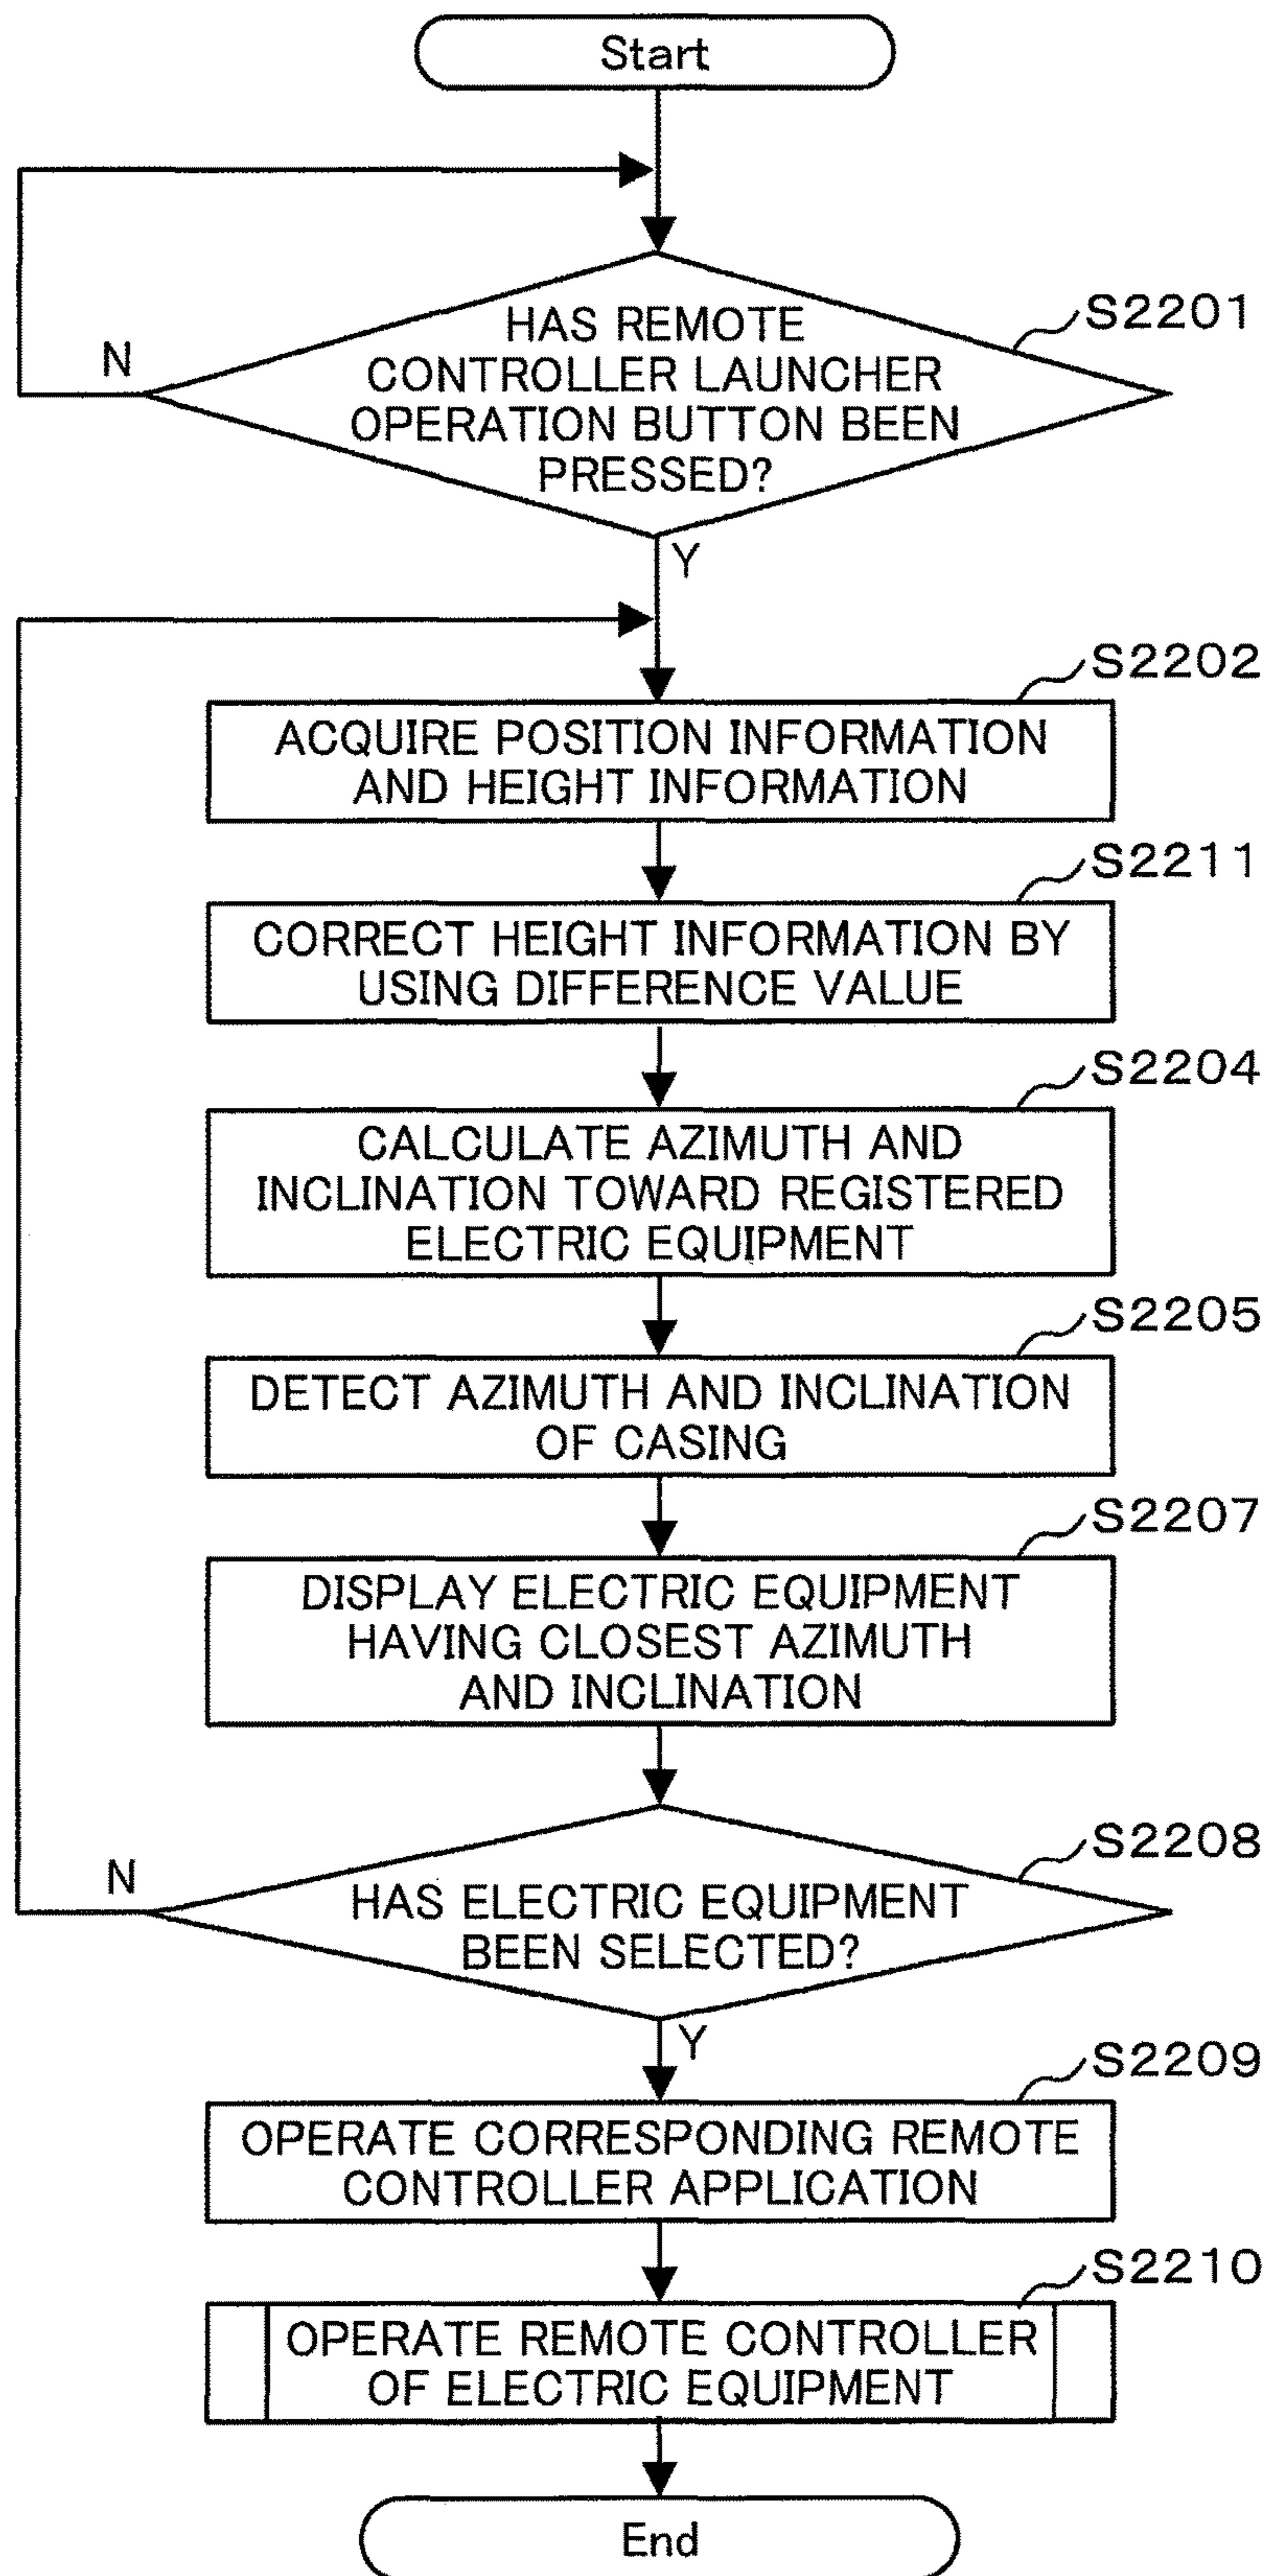 Start
S2201
HAS REMOTE
CONTROLLER LAUNCHER
OPERATION BUTTON BEEN
PRESSED?
N
Y
S2202
ACQUIRE POSITION INFORMATION
AND HEIGHT INFORMATION
S2211
CORRECT HEIGHT INFORMATION BY
USING DIFFERENCE VALUE
S2204
CALCULATE AZIMUTH AND
INCLINATION TOWARD REGISTERED
ELECTRIC EQUIPMENT
S2205
DETECT AZIMUTH AND INCLINATION
OF CASING
S2207
DISPLAY ELECTRIC EQUIPMENT
HAVING CLOSEST AZIMUTH
AND INCLINATION
S2208
N
HAS ELECTRIC EQUIPMENT
BEEN SELECTED?
Y
S2209
OPERATE CORRESPONDING REMOTE
CONTROLLER APPLICATION
S2210
OPERATE REMOTE CONTROLLER
OF ELECTRIC EQUIPMENT
End